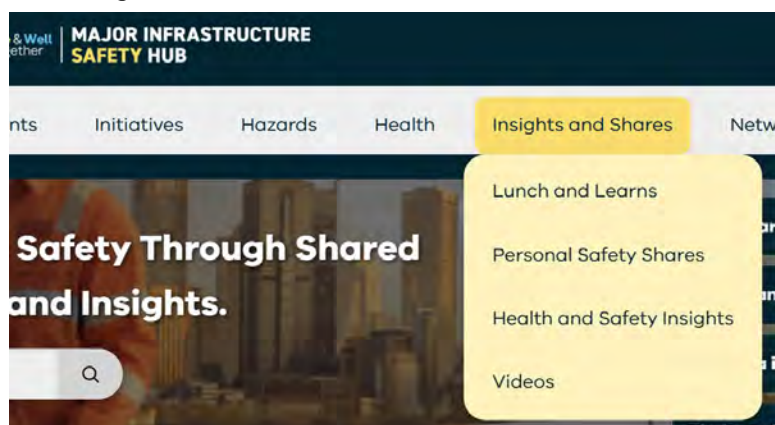 & Well
MAJOR INFRASTRUCTURE
SAFETY HUB
Initiatives
Hazards
Health
Insights and Shares
Lunch and Learns
Safety Through Shared
Personal Safety Shares
and Insights.
Health and Safety Insights
Videos